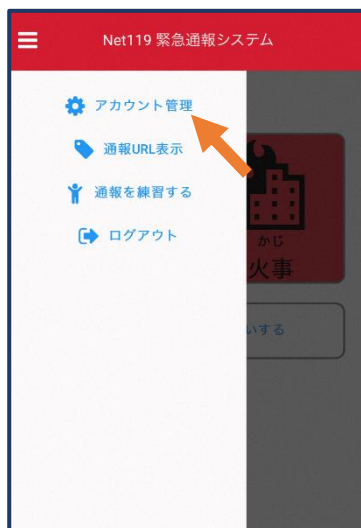 Net119 緊急通報システム
アカウント管理
通報URL表示
通報を練習する
ログアウト
かじ
火事
いする